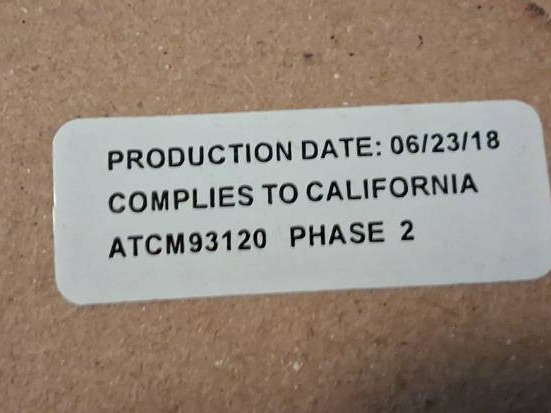 PRODUCTION DATE: 06/23/18
COMPLIES TO CALIFORNIA
ATCM93120 PHASE 2